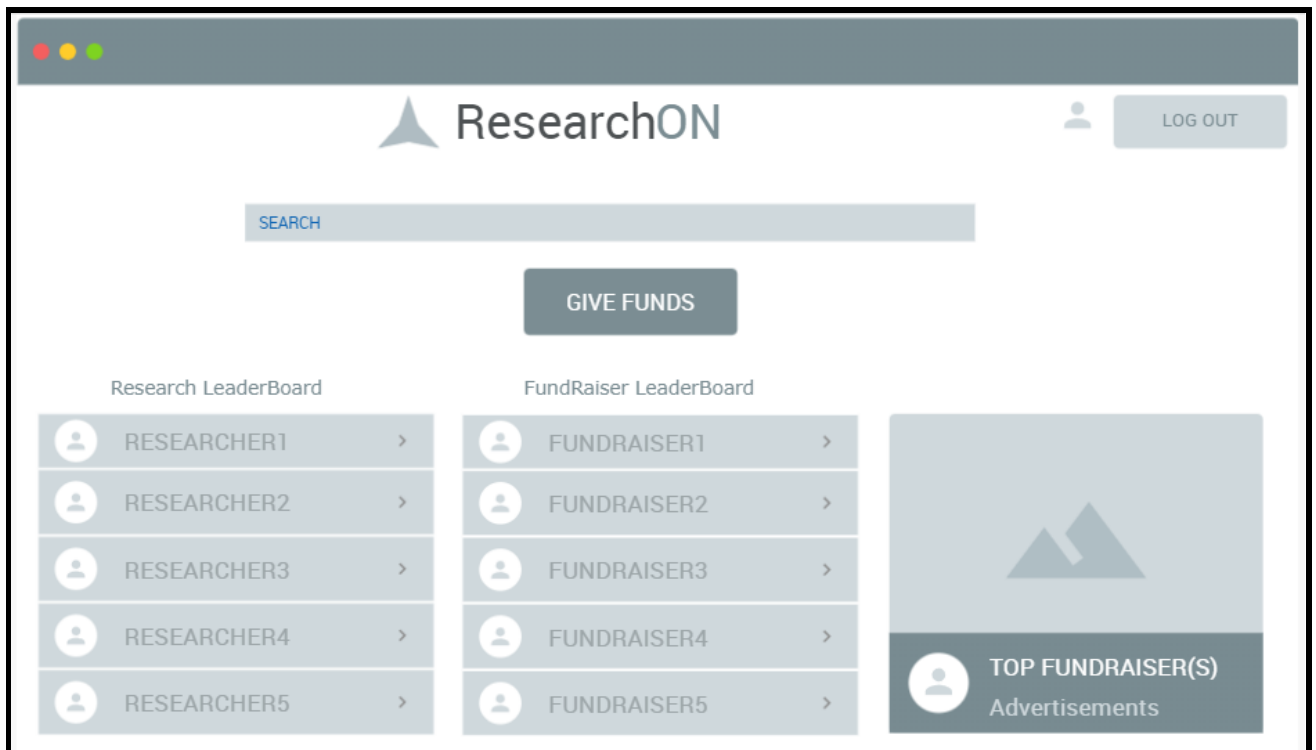 ResearchON
LOG OUT
SEARCH
GIVE FUNDS
Research LeaderBoard
RESEARCHER1
RESEARCHER2
RESEARCHER3
RESEARCHER4
RESEARCHER5
FundRaiser LeaderBoard
FUNDRAISER1
FUNDRAISER2
FUNDRAISER3
FUNDRAISER4
FUNDRAISER5
TOP FUNDRAISER(S)
Advertisements